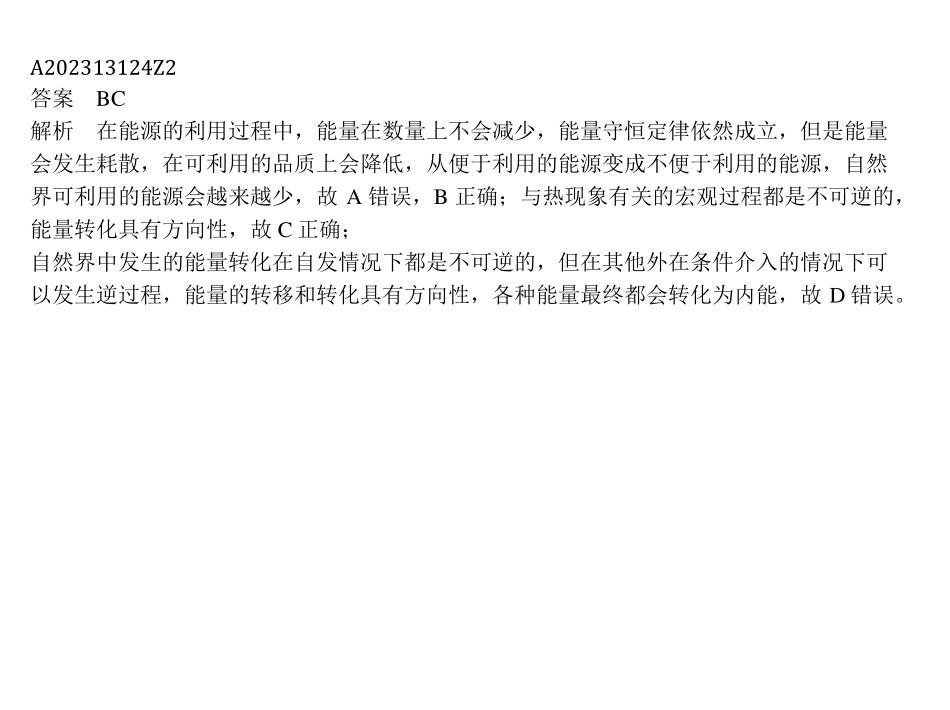 A202313124Z2
答案　BC
解析　在能源的利用过程中，能量在数量上不会减少，能量守恒定律依然成立，但是能量
会发生耗散，在可利用的品质上会降低，从便于利用的能源变成不便于利用的能源，自然
界可利用的能源会越来越少，故 A 错误，B 正确；与热现象有关的宏观过程都是不可逆的，
能量转化具有方向性，故 C 正确；
自然界中发生的能量转化在自发情况下都是不可逆的，但在其他外在条件介入的情况下可
以发生逆过程，能量的转移和转化具有方向性，各种能量最终都会转化为内能，故 D 错误。